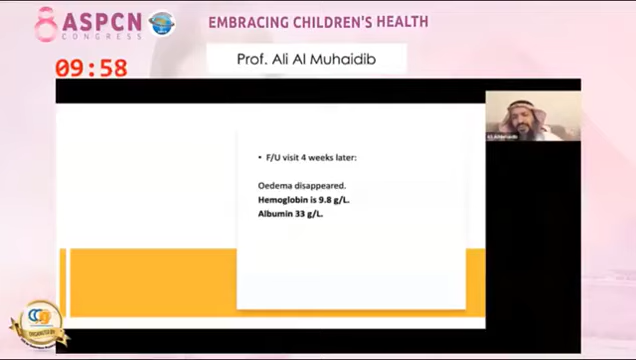 8 ASPCN
CONGRESS
EMBRACING CHILDREN'S HEALTH
Prof. Ali Al Muhaidib
09:58
• F/U visit 4 weeks later:
Oedema disappeared.
Hemoglobin is 9.8 g/L.
Albumin 33 g/L.